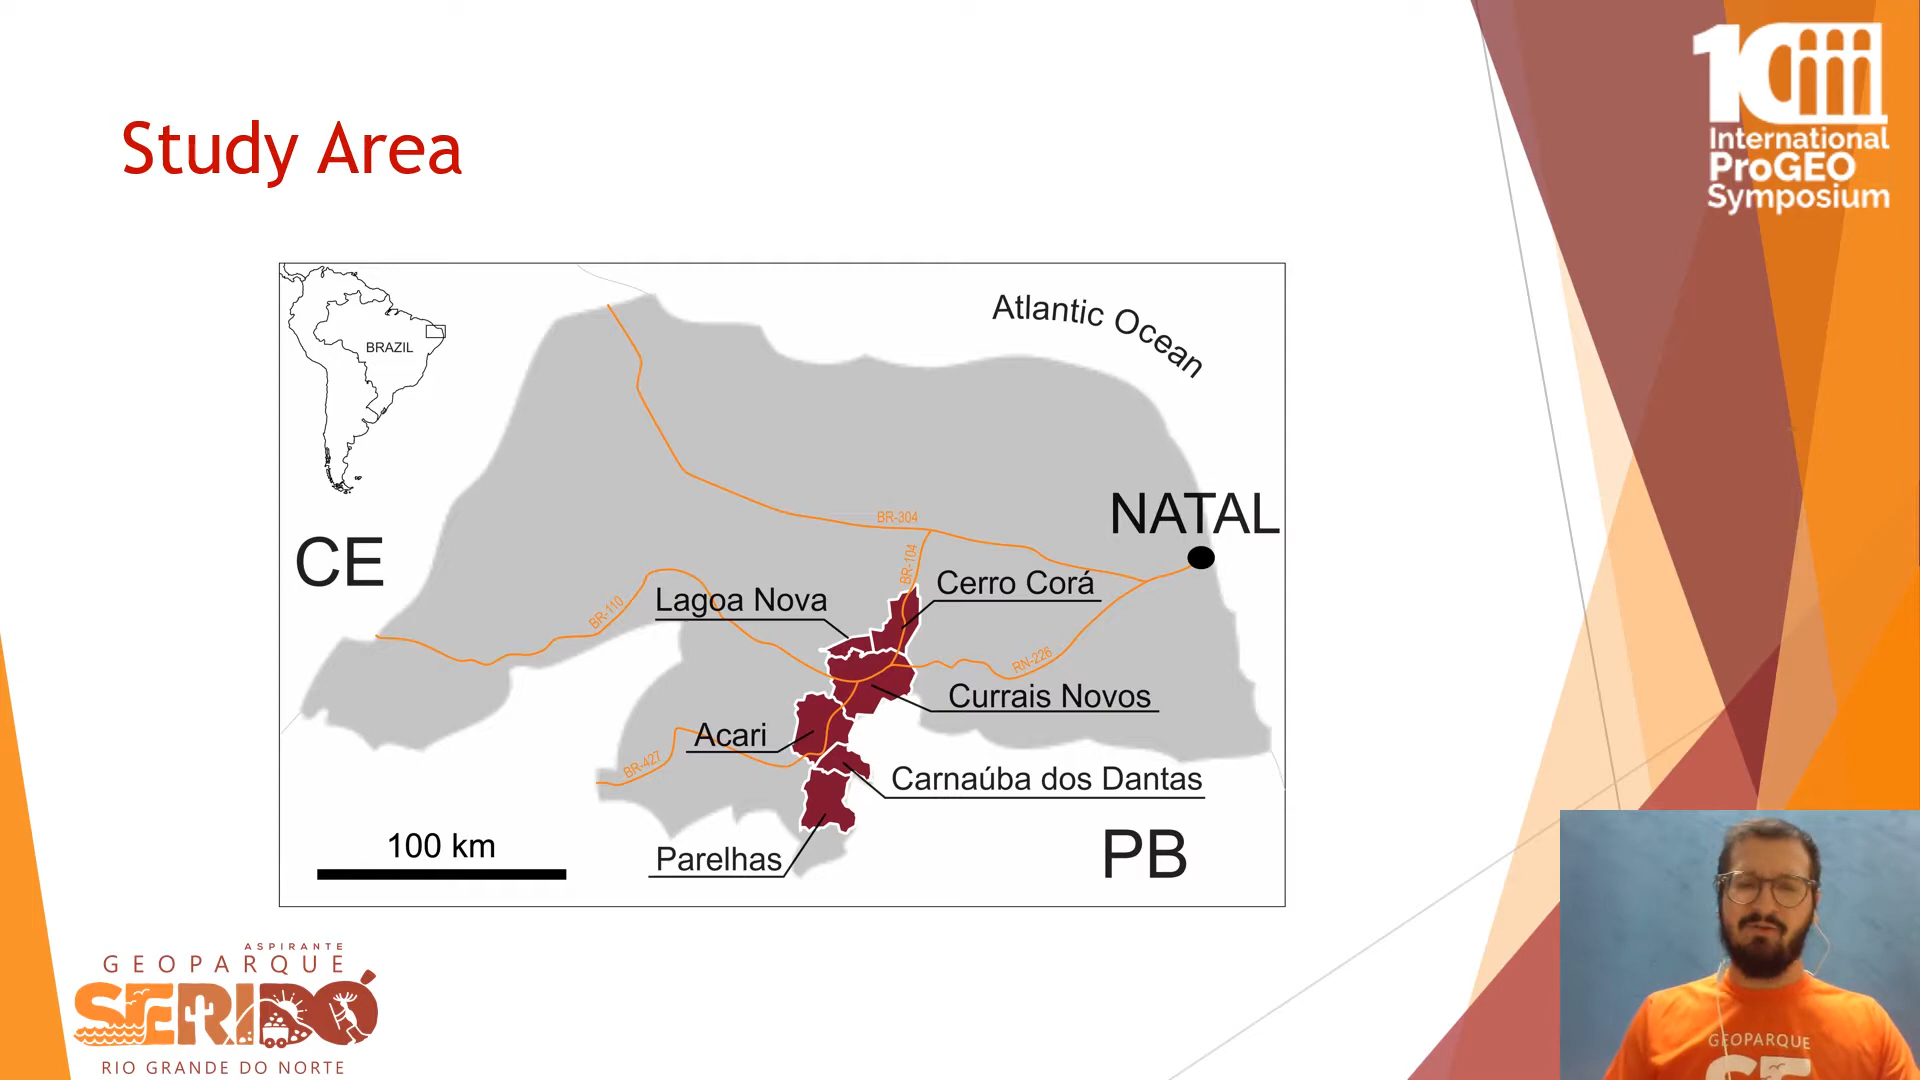 Study Area
10
International
ProGEO
Symposium
BRAZIL
Atlantic Ocean
NATAL
CE
BR-304
BR-104
BR-110
Cerro Corá
Lagoa Nova
RN-226
Currais Novos
Acari
BR-427
Carnaúba dos Dantas
100 km
Parelhas
PB
ASPIRANTE
GEOPARQUE
SERIDÓ
RIO GRANDE DO NORTE
GEOPARQUE
SE